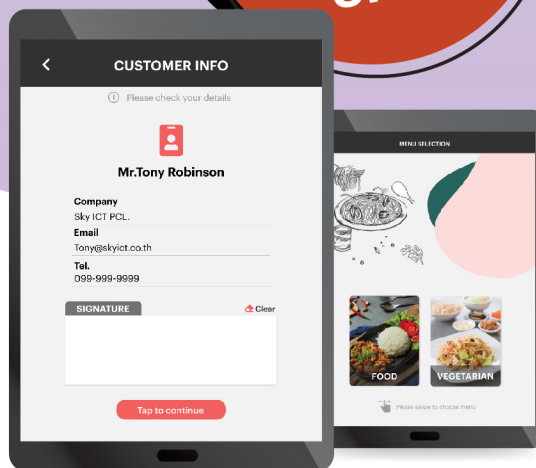 CUSTOMER INFO
Please check your details
Mr.Tony Robinson
Company
Sky ICT PCL.
Email
Tony@skyict.co.th
Tel.
099-999-9999
SIGNATURE
Clear
Tap to continue
MENU SELECTION
FOOD
VEGETARIAN
Please swipe to choose menu